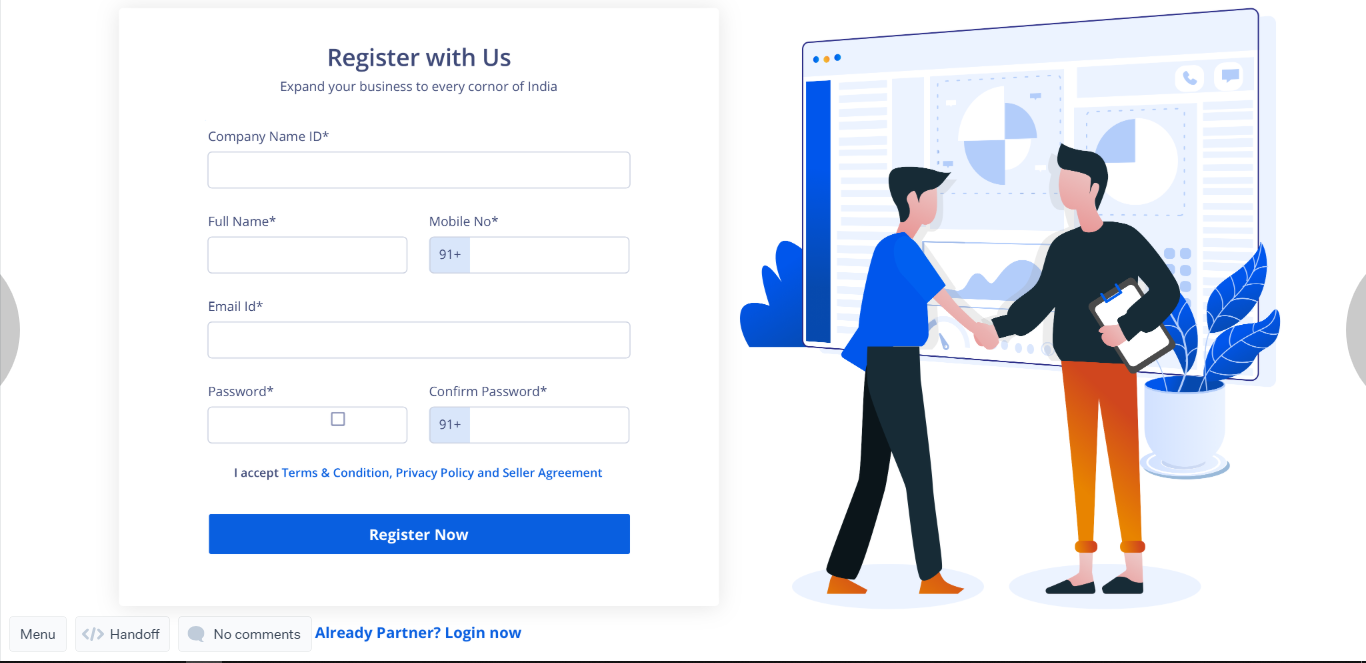 Register with Us
Expand your business to every cornor of India
Company Name ID*
Full Name*
Mobile No*
91+
Email Id*
Password*
Confirm Password*
91+
I accept Terms & Condition, Privacy Policy and Seller Agreement
Register Now
Menu
</> Handoff
No comments
Already Partner? Login now